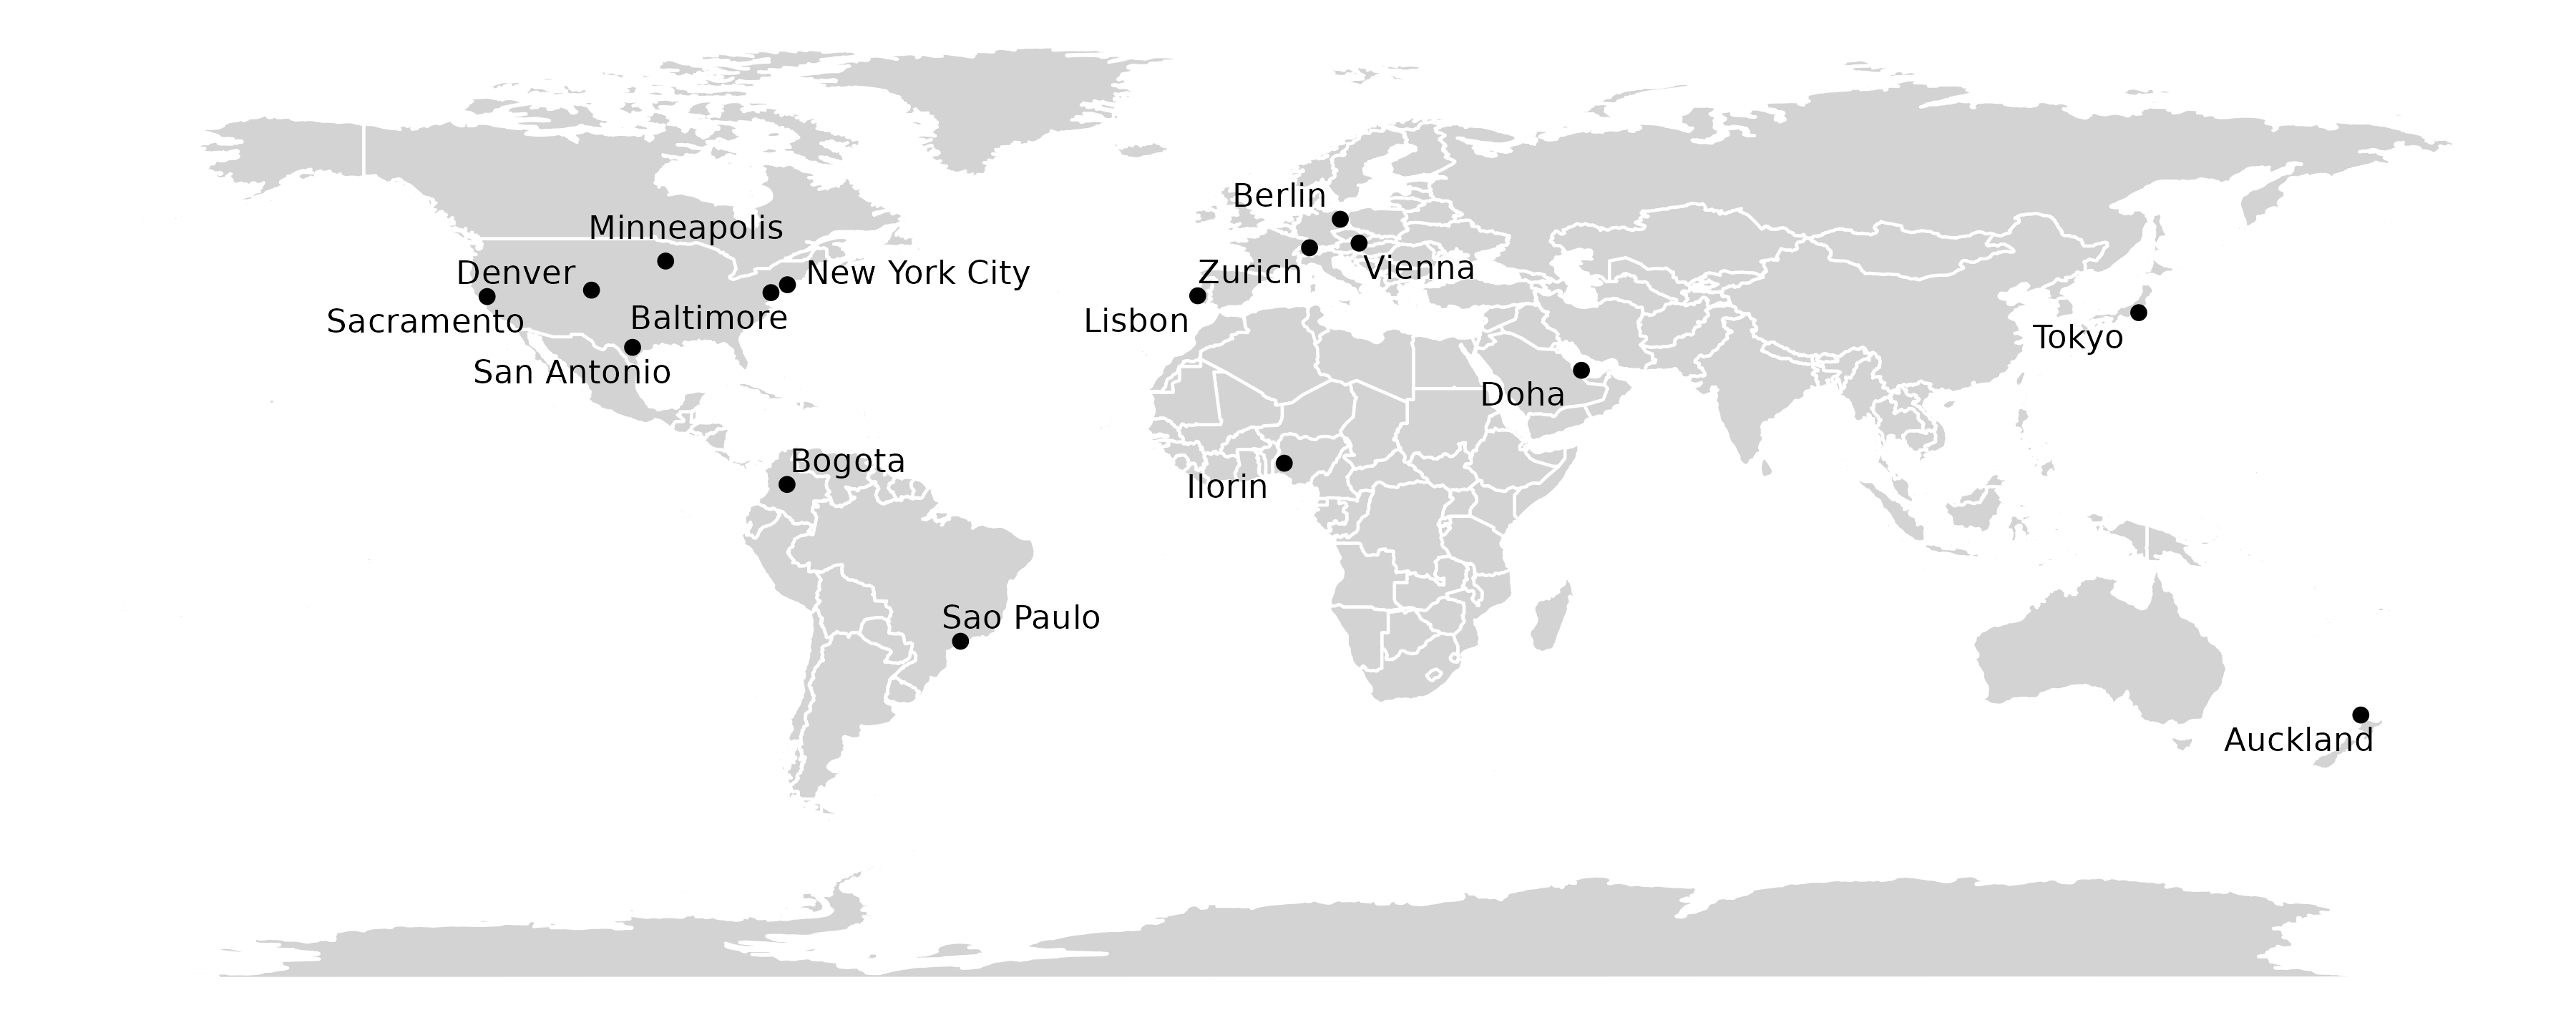 Berlin
Minneapolis
Denver
New York City
Zurich
Vienna
Sacramento
Baltimore
Lisbon
Tokyo
San Antonio
Doha
Bogota
Ilorin
Sao Paulo
Auckland